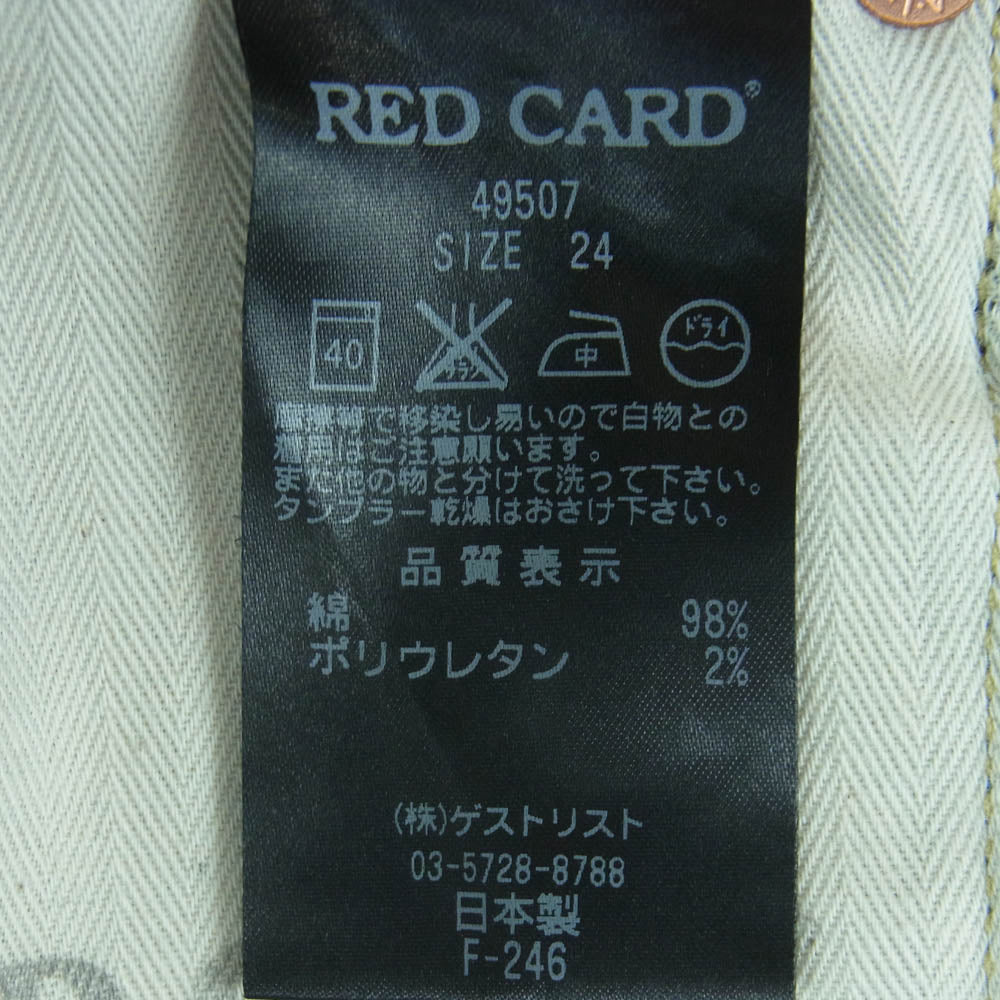 RED CARD®
49507
SIZE 24
40
ドライ
中
で移染し易いので白物との
着用はご注意願います。
また他の物と分けて洗って下さい。
タンブラー乾燥はおさけ下さい。
品質表示
綿 98%
ポリウレタン 2%
(株)ゲストリスト
03-5728-8788
日本製
F-246